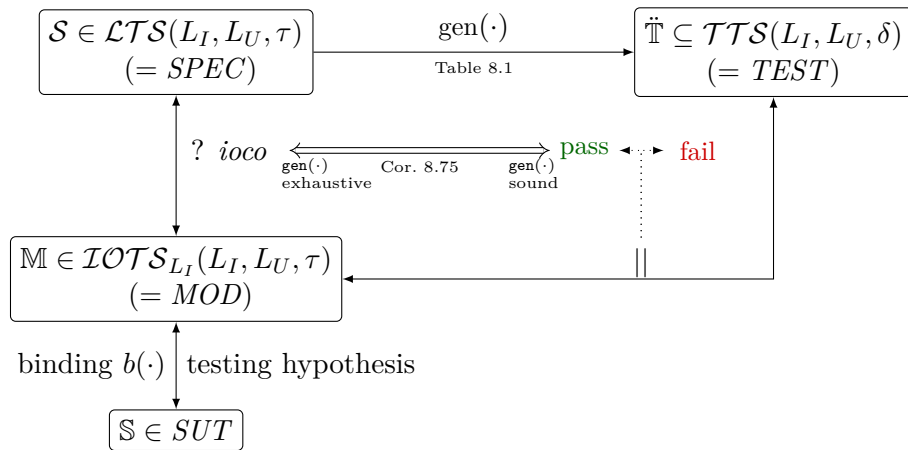 𝒮 ∈ ℒ𝒯𝒮(L_I, L_U, τ)
(= SPEC)
gen(·)
Table 8.1
𝕋̈ ⊆ 𝒯𝒯𝒮(L_I, L_U, δ)
(= TEST)
? ioco
gen(·)
exhaustive
Cor. 8.75
gen(·)
sound
pass
fail
𝕄 ∈ ℐ𝒪𝒯𝒮_{L_I}(L_I, L_U, τ)
(= MOD)
||
binding b(·)
testing hypothesis
𝕊 ∈ SUT